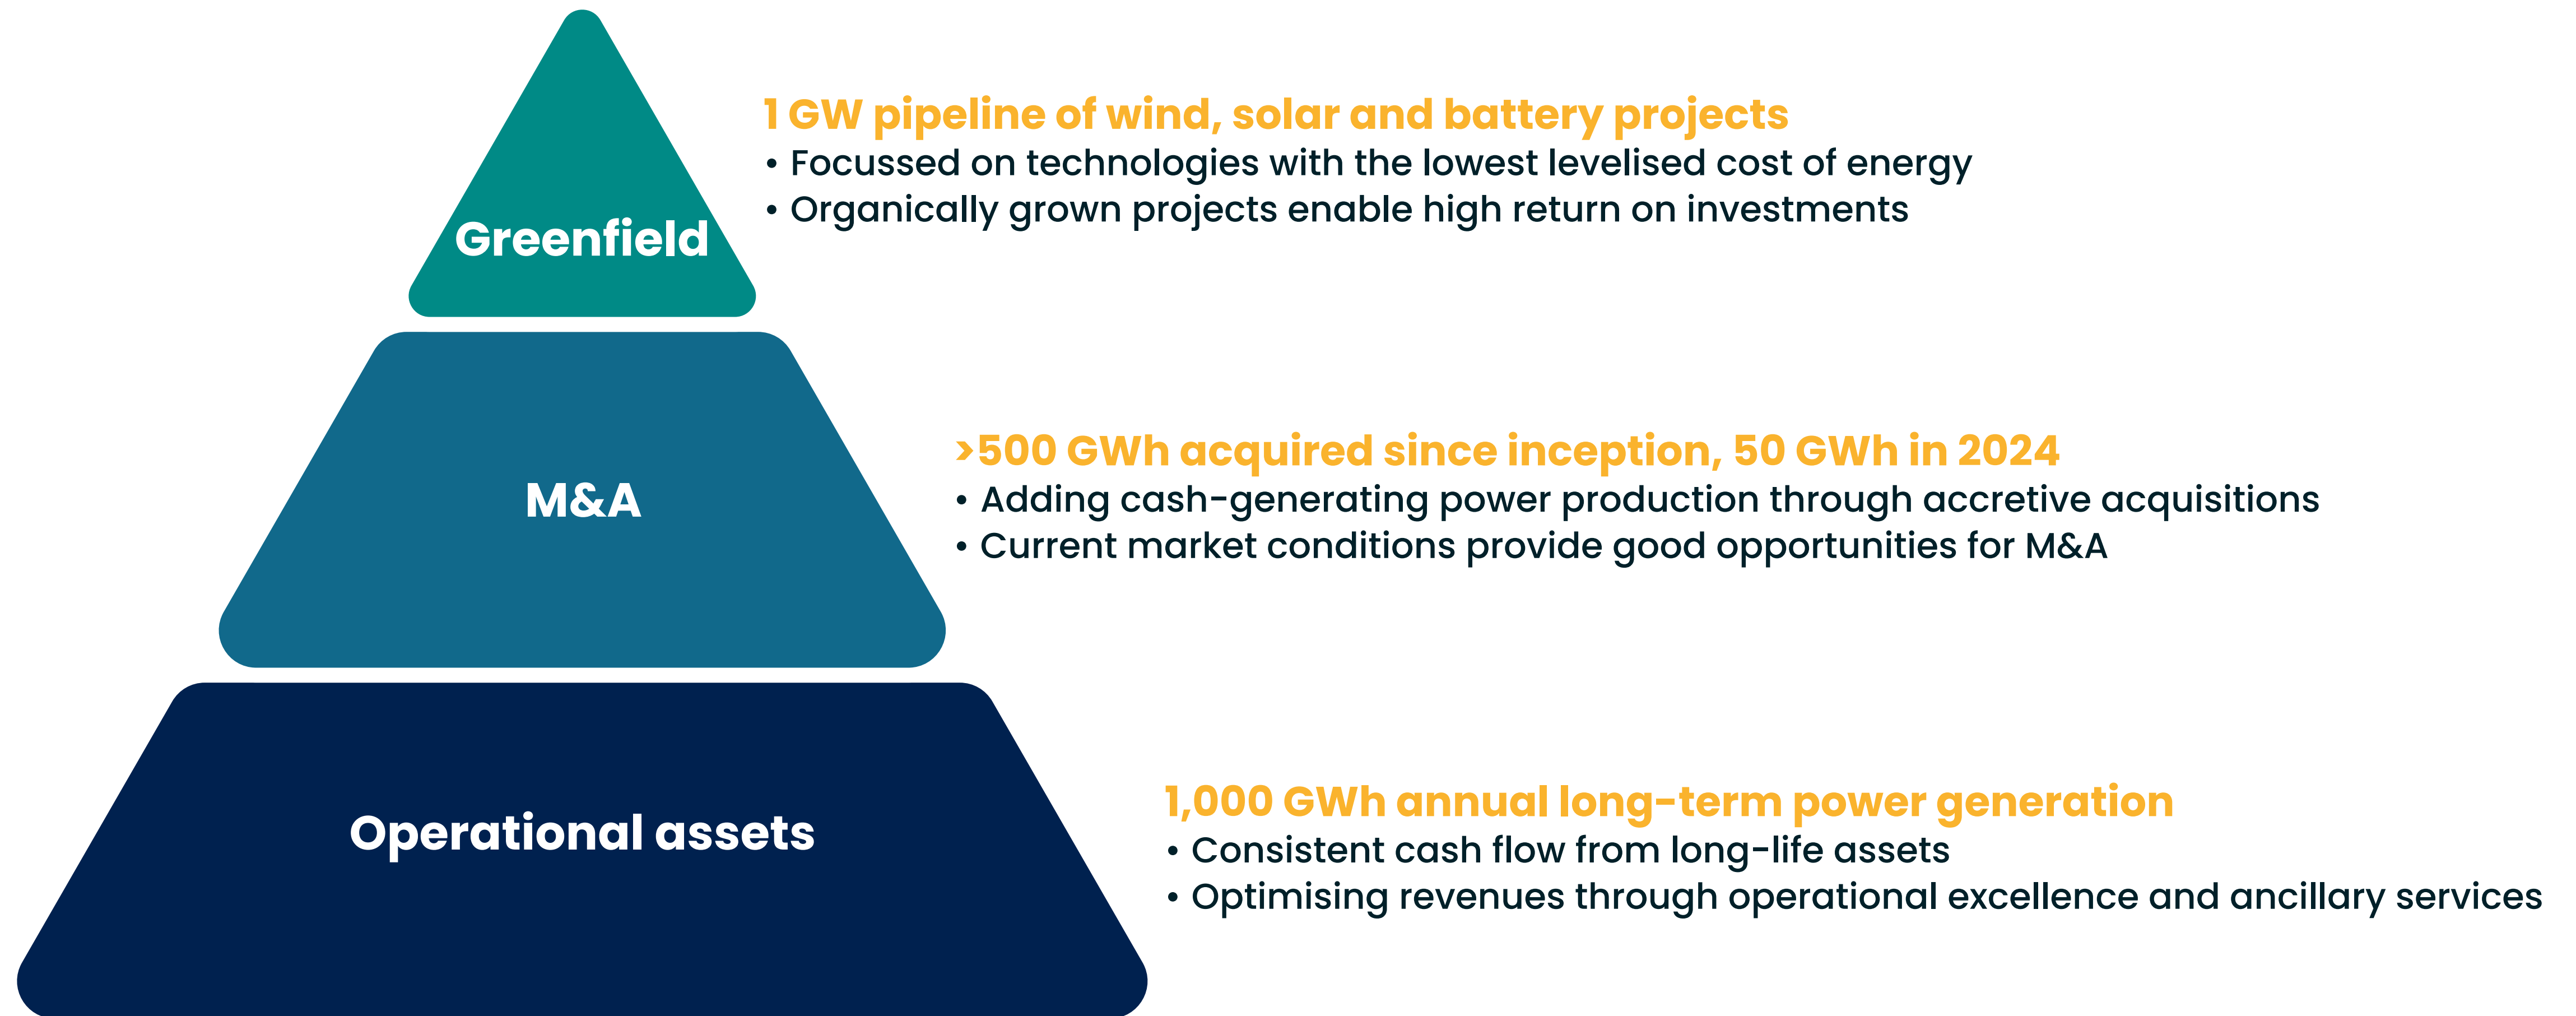 1 GW pipeline of wind, solar and battery projects
• Focussed on technologies with the lowest levelised cost of energy
• Organically grown projects enable high return on investments
Greenfield
>500 GWh acquired since inception, 50 GWh in 2024
• Adding cash-generating power production through accretive acquisitions
• Current market conditions provide good opportunities for M&A
M&A
1,000 GWh annual long-term power generation
• Consistent cash flow from long-life assets
• Optimising revenues through operational excellence and ancillary services
Operational assets